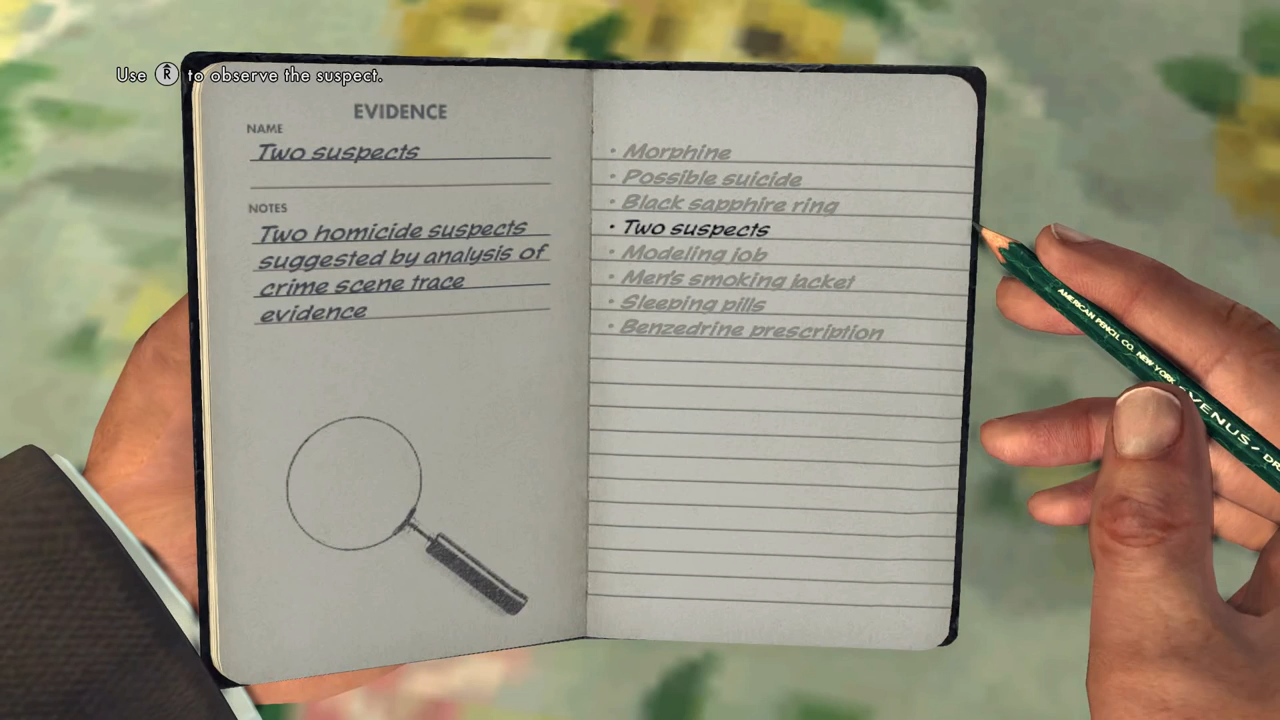 Use R to observe the suspect.
EVIDENCE
NAME
Two suspects
NOTES
Two homicide suspects
suggested by analysis of
crime scene trace
evidence
• Morphine
• Possible suicide
• Black sapphire ring
• Two suspects
• Modeling job
• Men's smoking jacket
• Sleeping pills
• Benzedrine prescription
AMERICAN PENCIL CO. NEW YORK VENUS DR